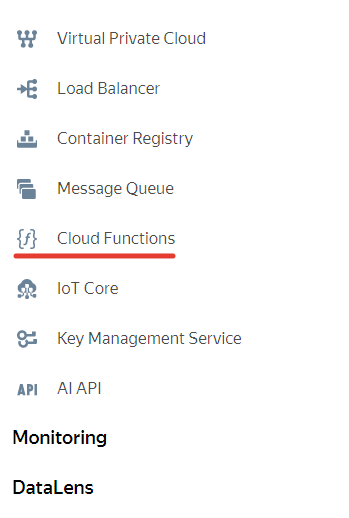 Virtual Private Cloud
Load Balancer
Container Registry
Message Queue
{ƒ} Cloud Functions
IoT Core
Key Management Service
API AI API
Monitoring
DataLens